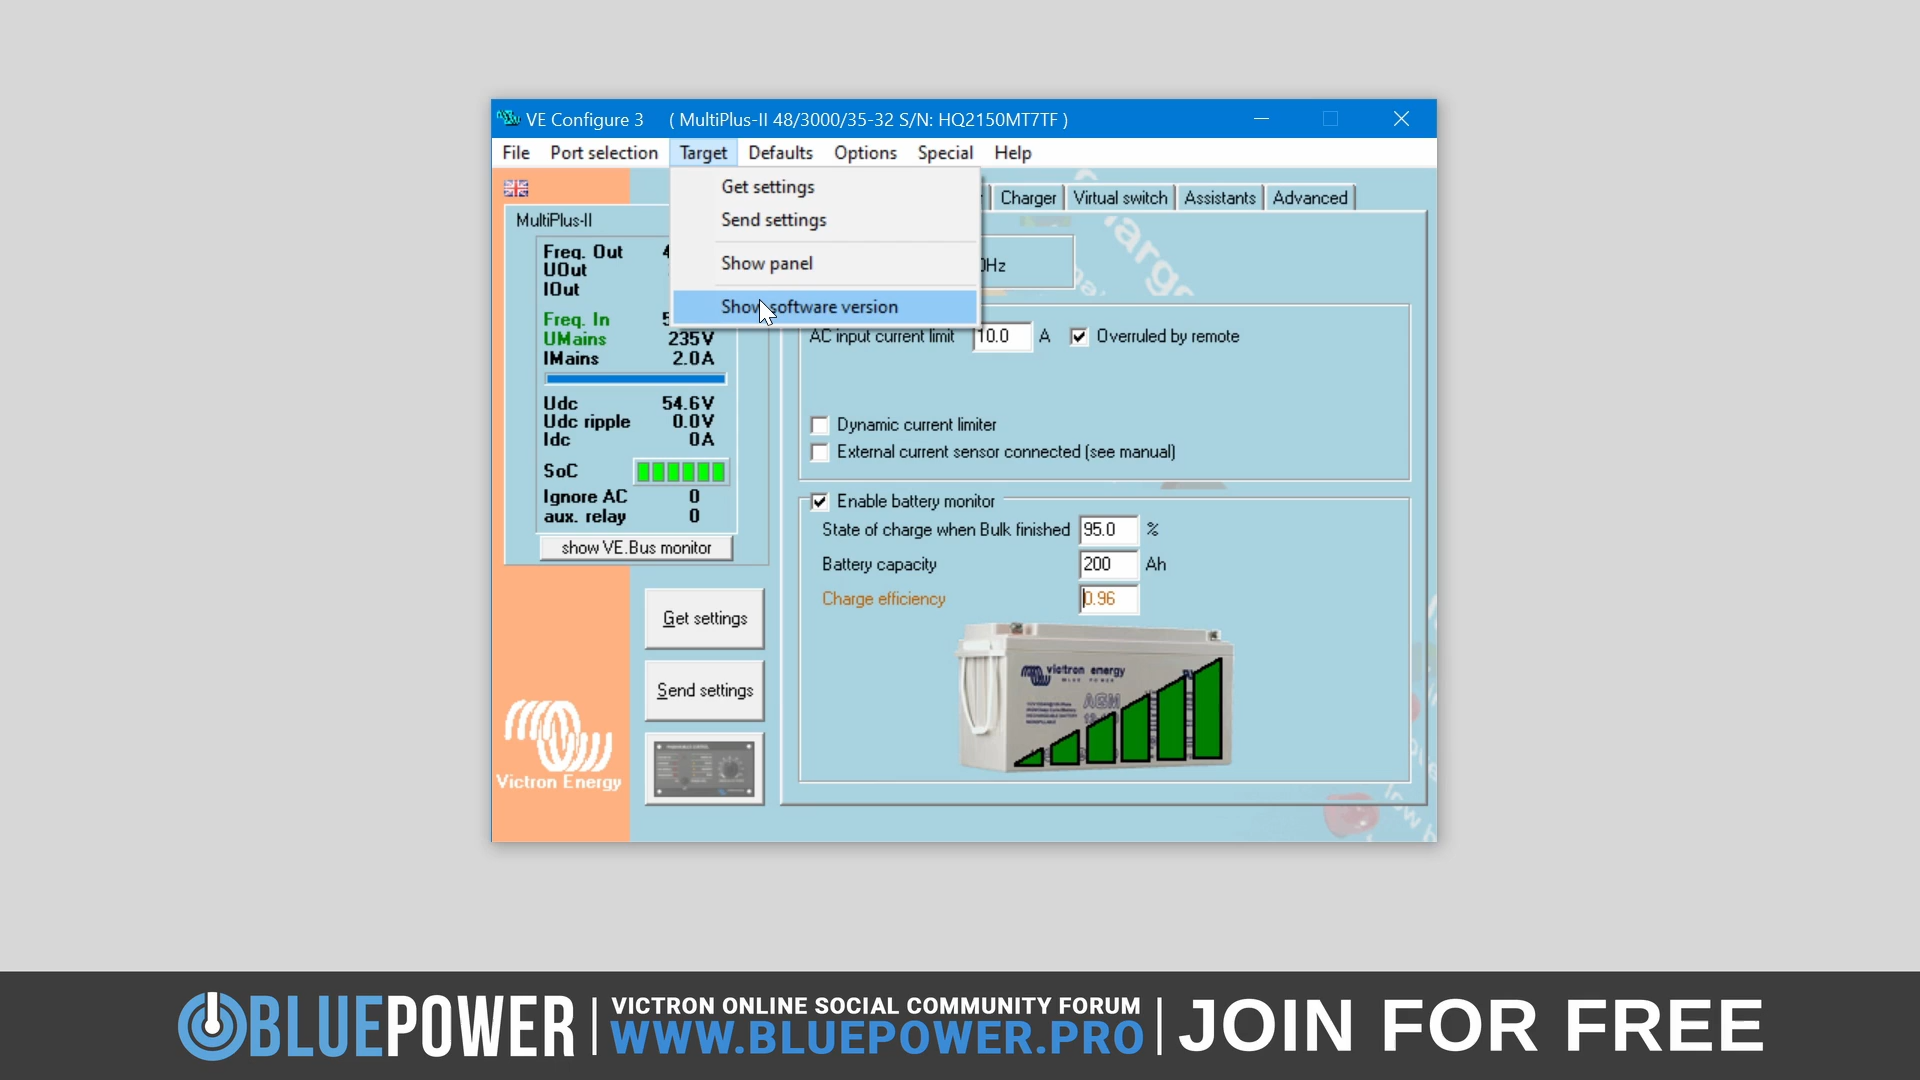 VE Configure 3 ( MultiPlus-II 48/3000/35-32 S/N: HQ2150MT7TF )
File Port selection Target Defaults Options Special Help
Get settings
Send settings
Show panel
Show software version
Charger Virtual switch Assistants Advanced
MultiPlus-II
Freq. Out 4
UOut
IOut
Freq. In 5
UMains 235V
IMains 2.0A
Udc 54.6V
Udc ripple 0.0V
Idc 0A
SoC
Ignore AC 0
aux. relay 0
show VE.Bus monitor
Get settings
Send settings
Victron Energy
Hz
AC input current limit 10.0 A Overruled by remote
Dynamic current limiter
External current sensor connected (see manual)
Enable battery monitor
State of charge when Bulk finished 95.0 %
Battery capacity 200 Ah
Charge efficiency 0.96
victron energy
BLUE POWER
AGM
BLUEPOWER
VICTRON ONLINE SOCIAL COMMUNITY FORUM
WWW.BLUEPOWER.PRO
JOIN FOR FREE